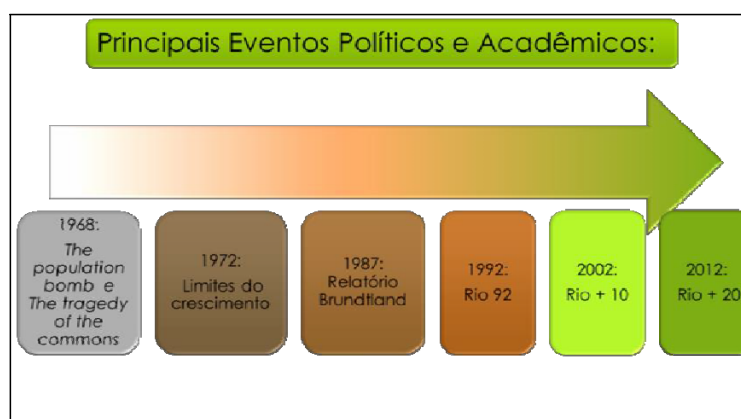 Principais Eventos Políticos e Acadêmicos:
1968:
The
population
bomb e
The tragedy
of the
commons
1972:
Limites do
crescimento
1987:
Relatório
Brundtland
1992:
Rio 92
2002:
Rio + 10
2012:
Rio + 20